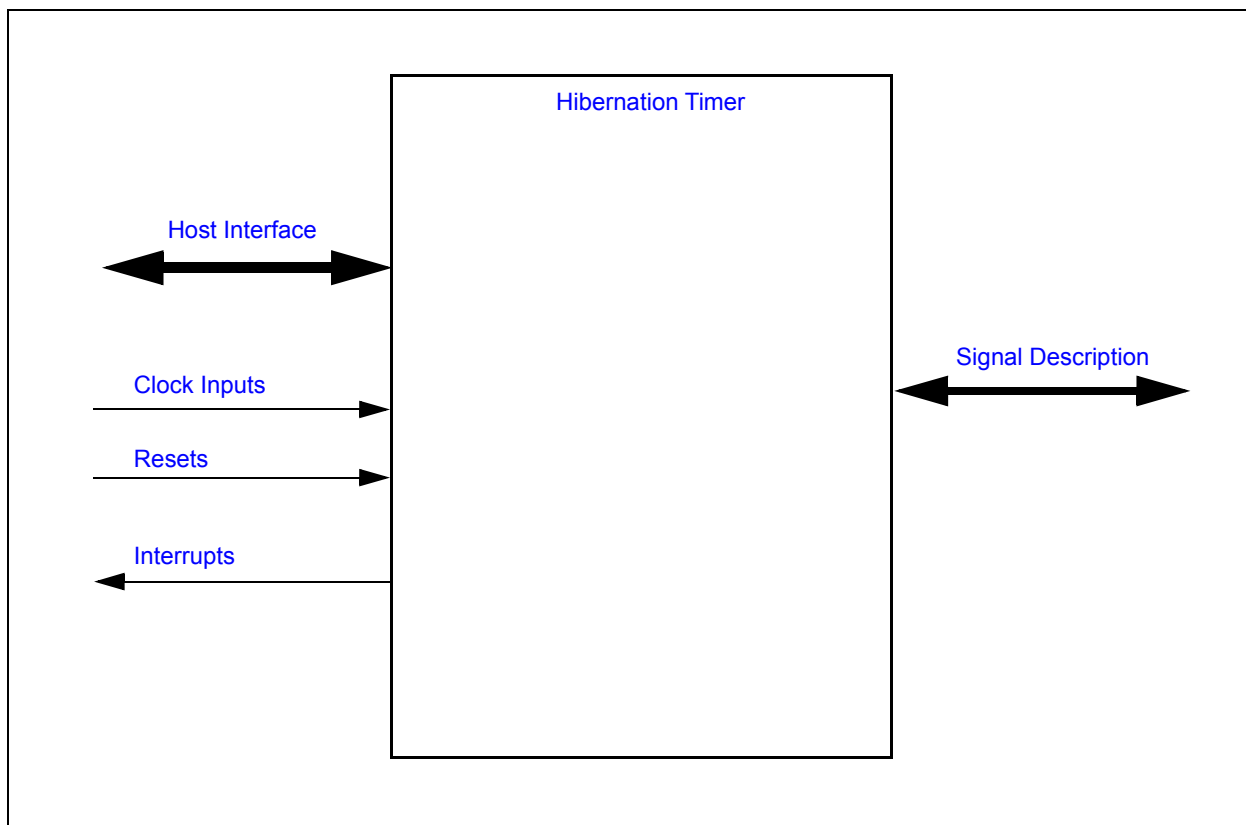 Hibernation Timer
Host Interface
Signal Description
Clock Inputs
Resets
Interrupts